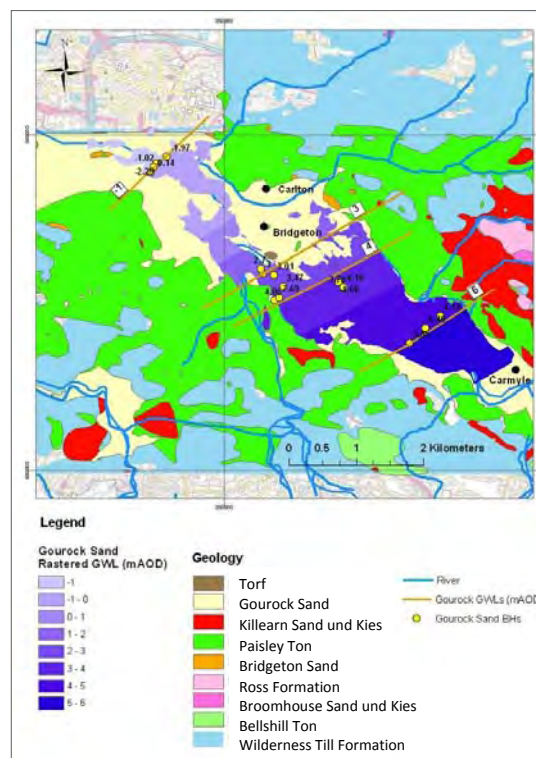 N
-1.97
-1.02
0.14
-2.29
-1
Carlton
Bridgeton
3
4
6
Carmyle
0 0.5 1 2 Kilometers
Legend
Gourock Sand
Rastered GWL (mAOD)
-1
-1 - 0
0 - 1
1 - 2
2 - 3
3 - 4
4 - 5
5 - 6
Geology
Torf
Gourock Sand
Killearn Sand und Kies
Paisley Ton
Bridgeton Sand
Ross Formation
Broomhouse Sand und Kies
Bellshill Ton
Wilderness Till Formation
River
Gourock GWLs (mAOD)
Gourock Sand BHs